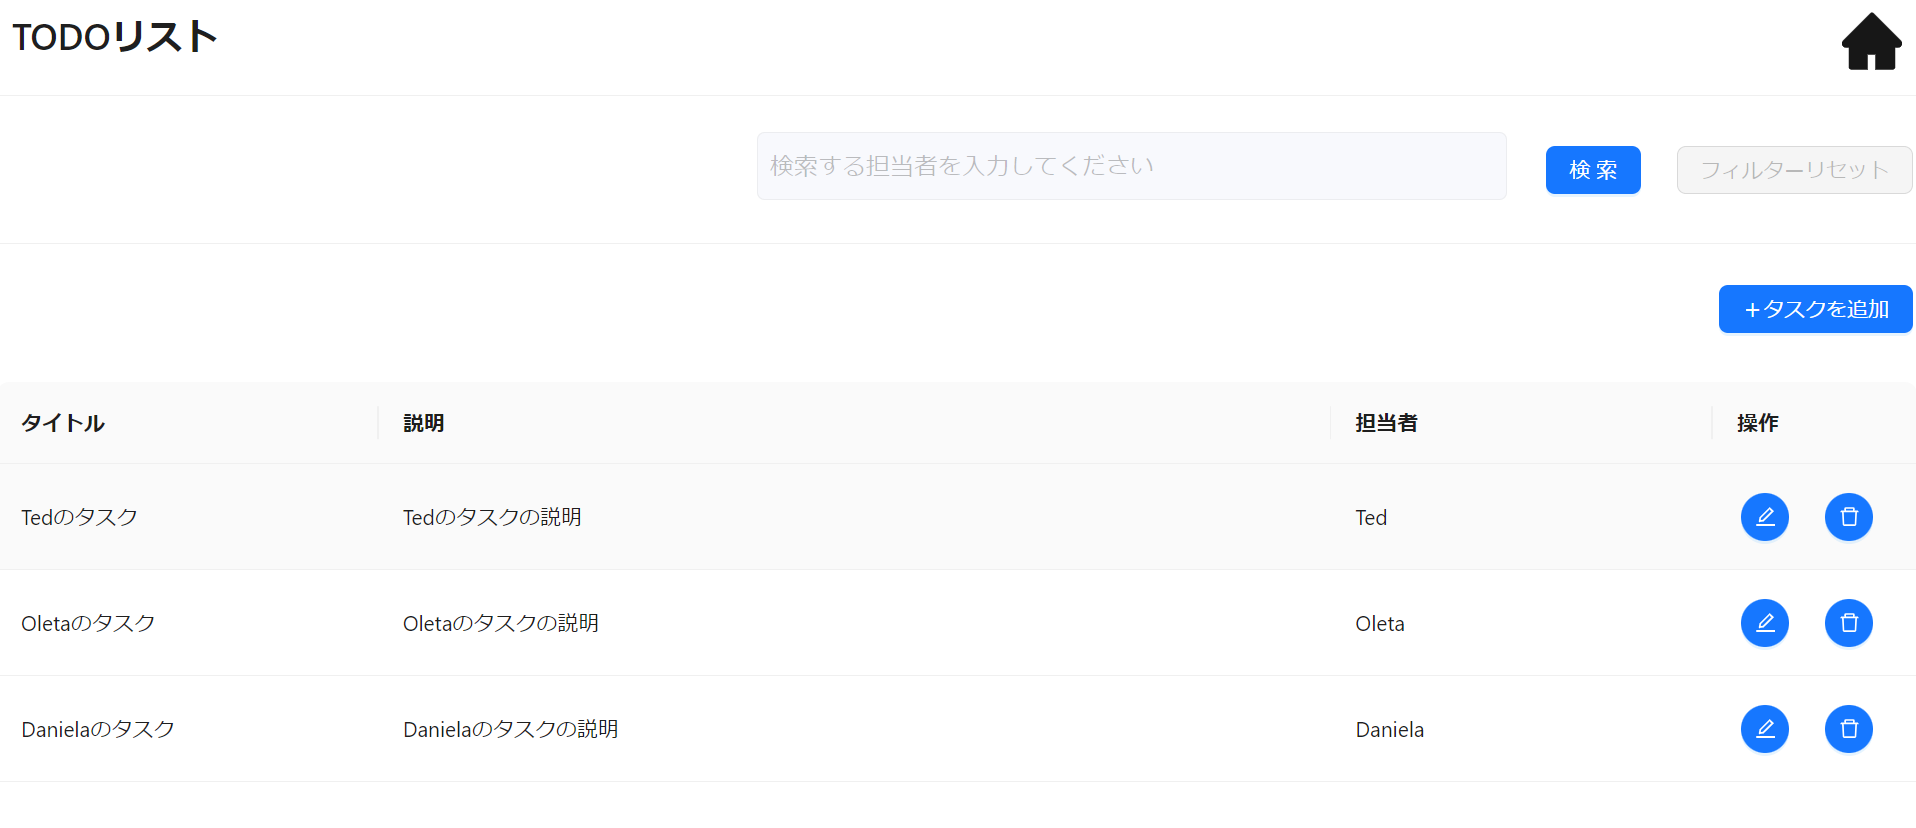 TODOリスト
検索する担当者を入力してください 検 索 フィルターリセット
+タスクを追加
タイトル 説明 担当者 操作
Tedのタスク Tedのタスクの説明 Ted
Oletaのタスク Oletaのタスクの説明 Oleta
Danielaのタスク Danielaのタスクの説明 Daniela